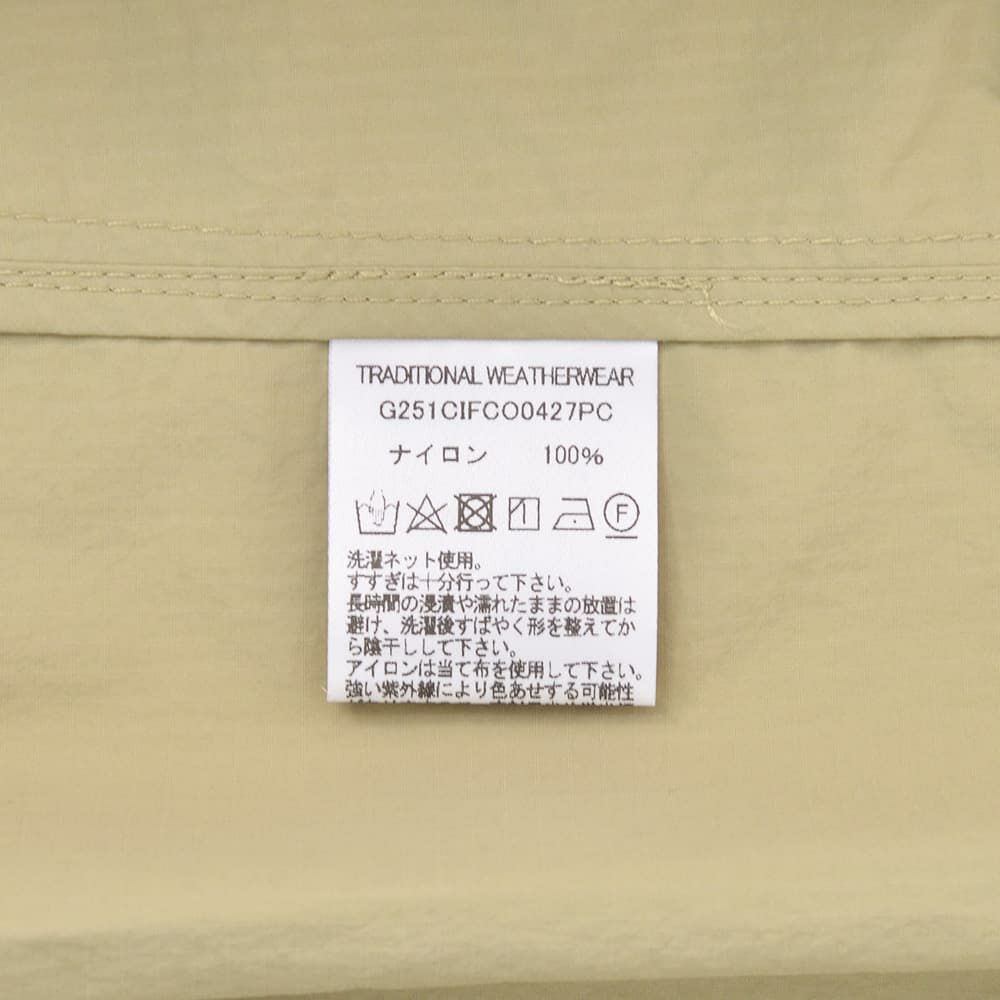 TRADITIONAL WEATHERWEAR
G251CIFCO0427PC
ナイロン 100%
F
洗濯ネット使用。
すすぎは十分行って下さい。
長時間の浸漬や濡れたままの放置は
避け、洗濯後すばやく形を整えてか
ら陰干しして下さい。
アイロンは当て布を使用して下さい。
強い紫外線により色あせする可能性